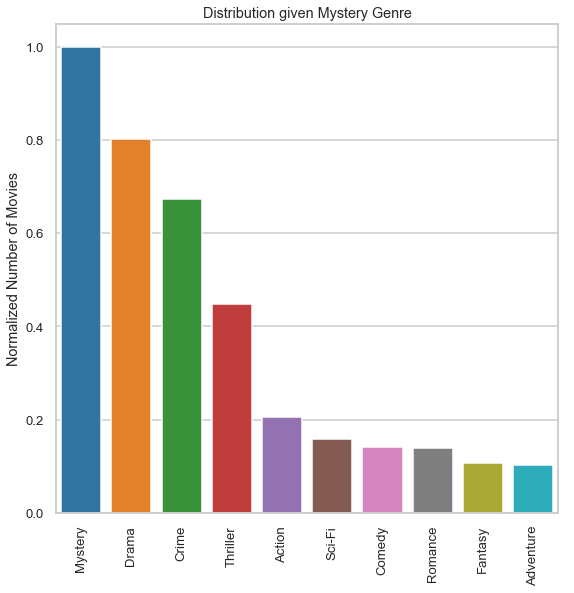 Distribution given Mystery Genre
Normalized Number of Movies
1.0
0.8
0.6
0.4
0.2
0.0
Mystery
Drama
Crime
Thriller
Action
Sci-Fi
Comedy
Romance
Fantasy
Adventure